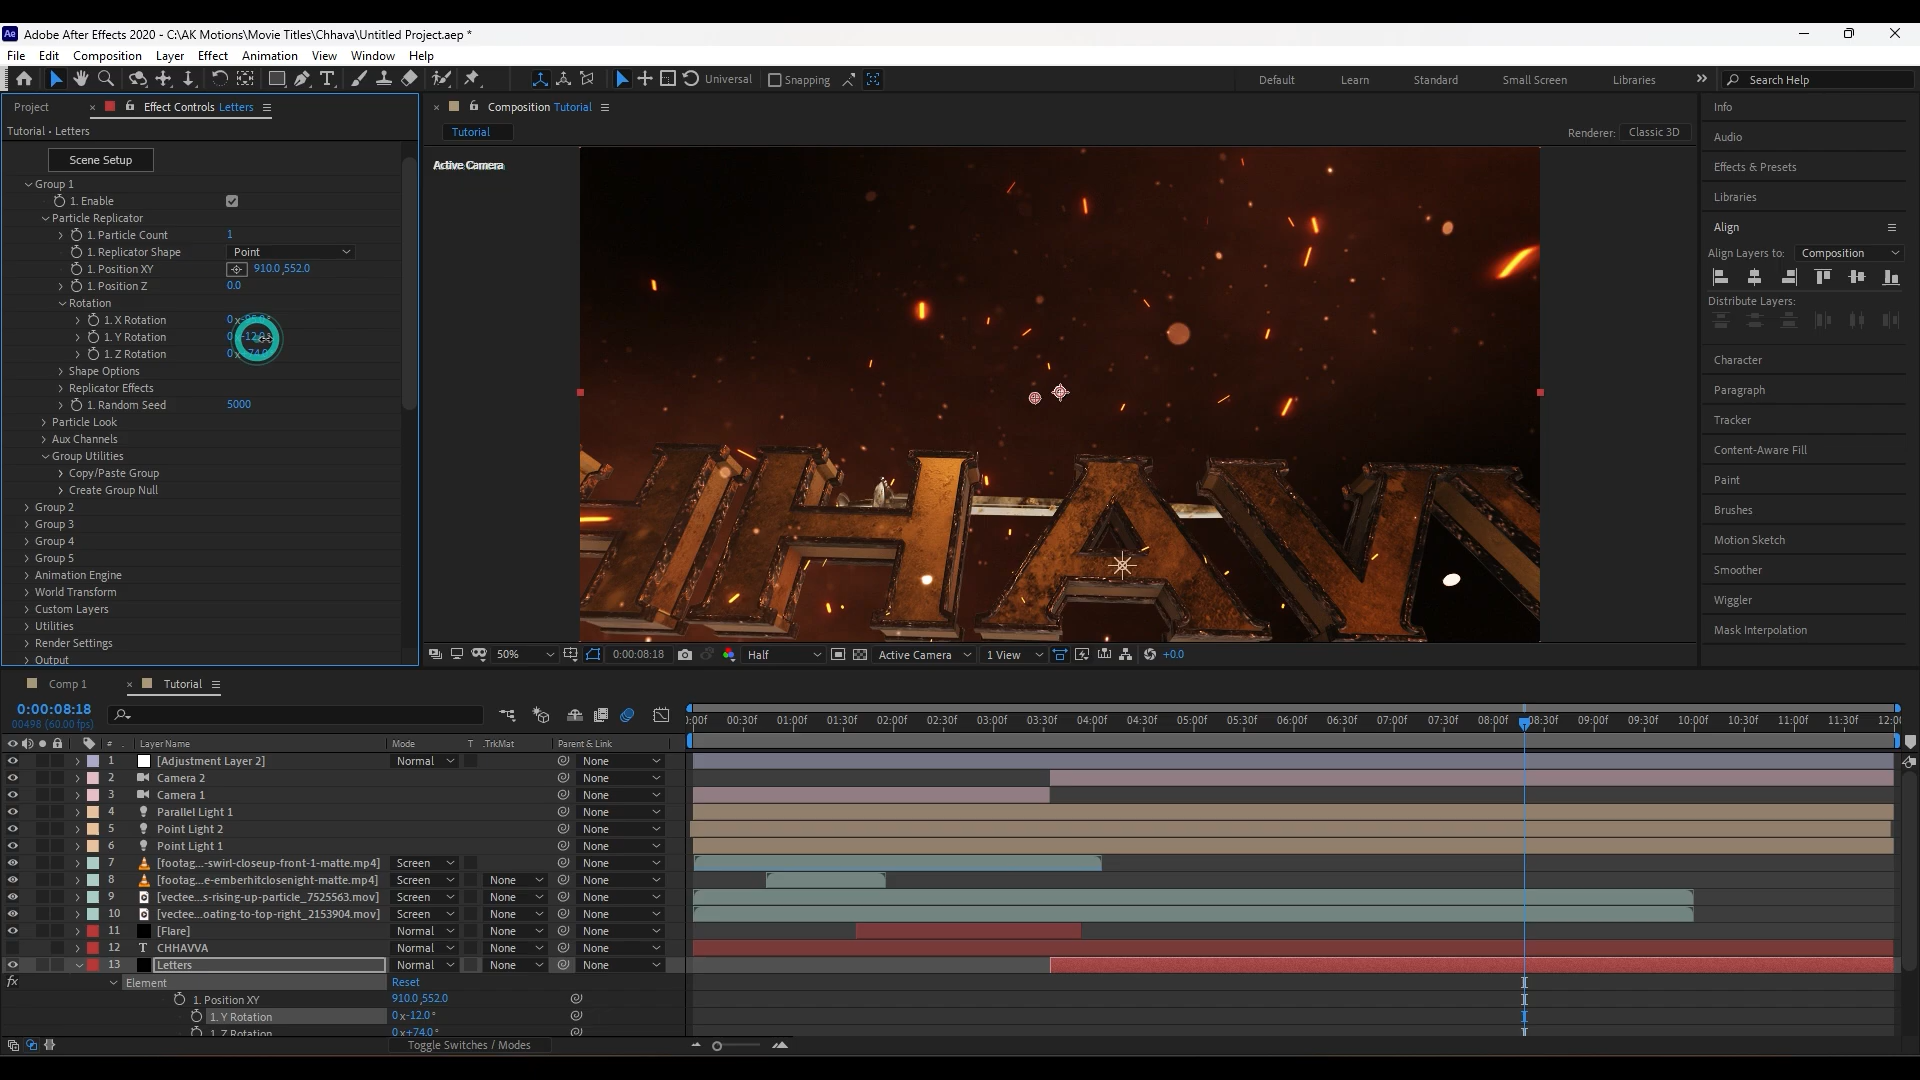 Adobe After Effects 2020 - C:\AK Motions\Movie Titles\Chhava\Untitled Project.aep *
File Edit Composition Layer Effect Animation View Window Help
Universal Snapping Default Learn Standard Small Screen Libraries Search Help
Project Effect Controls Letters
Tutorial • Letters
Scene Setup
Group 1
1. Enable
Particle Replicator
1. Particle Count 1
1. Replicator Shape Point
1. Position XY 910.0,552.0
1. Position Z 0.0
Rotation
1. X Rotation
1. Y Rotation
1. Z Rotation
Shape Options
Replicator Effects
1. Random Seed 5000
Particle Look
Aux Channels
Group Utilities
Copy/Paste Group
Create Group Null
Group 2
Group 3
Group 4
Group 5
Animation Engine
World Transform
Custom Layers
Utilities
Render Settings
Output
Composition Tutorial
Tutorial
Renderer: Classic 3D
Active Camera
HHAV
50% 0:00:08:18 Half Active Camera 1 View +0.0
Info
Audio
Effects & Presets
Libraries
Align
Align Layers to: Composition
Distribute Layers:
Character
Paragraph
Tracker
Content-Aware Fill
Paint
Brushes
Motion Sketch
Smoother
Wiggler
Mask Interpolation
Comp 1 Tutorial
0:00:08:18
00498 (60.00 fps)
:00f 00:30f 01:00f 01:30f 02:00f 02:30f 03:00f 03:30f 04:00f 04:30f 05:00f 05:30f 06:00f 06:30f 07:00f 07:30f 08:00f 08:30f 09:00f 09:30f 10:00f 10:30f 11:00f 11:30f 12:00
# Layer Name Mode T .TrkMat Parent & Link
1 [Adjustment Layer 2] Normal None
2 Camera 2 None
3 Camera 1 None
4 Parallel Light 1 None
5 Point Light 2 None
6 Point Light 1 None
7 [footag...-swirl-closeup-front-1-matte.mp4] Screen None
8 [footag...e-emberhitclosenight-matte.mp4] Screen None None
9 [vectee...s-rising-up-particle_7525563.mov] Screen None None
10 [vectee...oating-to-top-right_2153904.mov] Screen None None
11 [Flare] Normal None None
12 CHHAVVA Normal None None
13 Letters Normal None None
fx Element Reset
1. Position XY 910.0,552.0
1. Y Rotation 0x-12.0°
1. Z Rotation 0x+74.0°
Toggle Switches / Modes